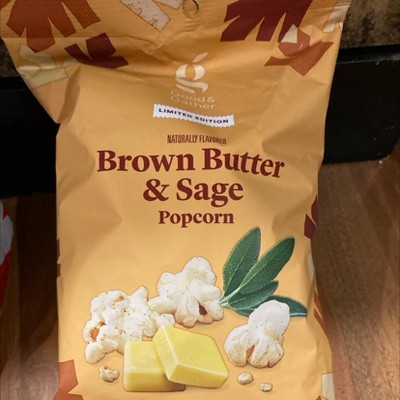 g
Good &
Gather
LIMITED EDITION
NATURALLY FLAVORED
Brown Butter
& Sage
Popcorn